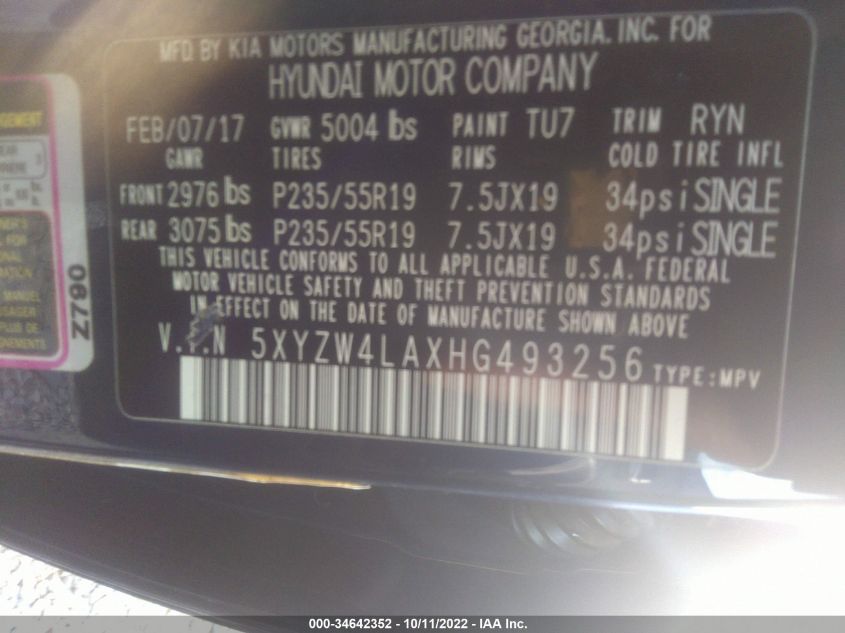 MFD. BY KIA MOTORS MANUFACTURING GEORGIA. INC. FOR
HYUNDAI MOTOR COMPANY
FEB/07/17 GVWR 5004 lbs PAINT TU7 TRIM RYN
GAWR TIRES RIMS COLD TIRE INFL
FRONT 2976 lbs P235/55R19 7.5JX19 34psi SINGLE
REAR 3075 lbs P235/55R19 7.5JX19 34psi SINGLE
THIS VEHICLE CONFORMS TO ALL APPLICABLE U.S.A. FEDERAL
MOTOR VEHICLE SAFETY AND THEFT PREVENTION STANDARDS
IN EFFECT ON THE DATE OF MANUFACTURE SHOWN ABOVE
V.I.N 5XYZW4LAXHG493256 TYPE:MPV
Z790
MANUEL
PLUS DE
000-34642352 - 10/11/2022 - IAA Inc.